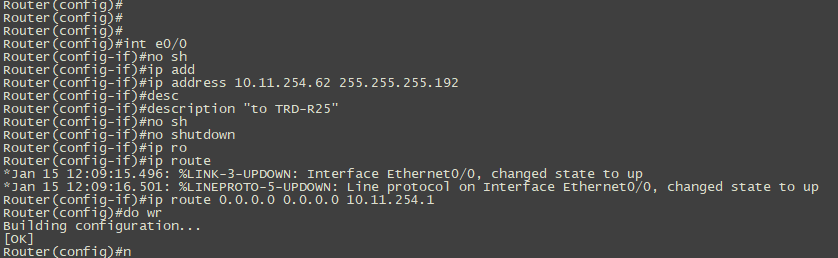 Router(config)#
Router(config)#
Router(config)#
Router(config)#int e0/0
Router(config-if)#no sh
Router(config-if)#ip add
Router(config-if)#ip address 10.11.254.62 255.255.255.192
Router(config-if)#desc
Router(config-if)#description "to TRD-R25"
Router(config-if)#no sh
Router(config-if)#no shutdown
Router(config-if)#ip ro
Router(config-if)#ip route
*Jan 15 12:09:15.496: %LINK-3-UPDOWN: Interface Ethernet0/0, changed state to up
*Jan 15 12:09:16.501: %LINEPROTO-5-UPDOWN: Line protocol on Interface Ethernet0/0, changed state to up
Router(config-if)#ip route 0.0.0.0 0.0.0.0 10.11.254.1
Router(config)#do wr
Building configuration...
[OK]
Router(config)#n